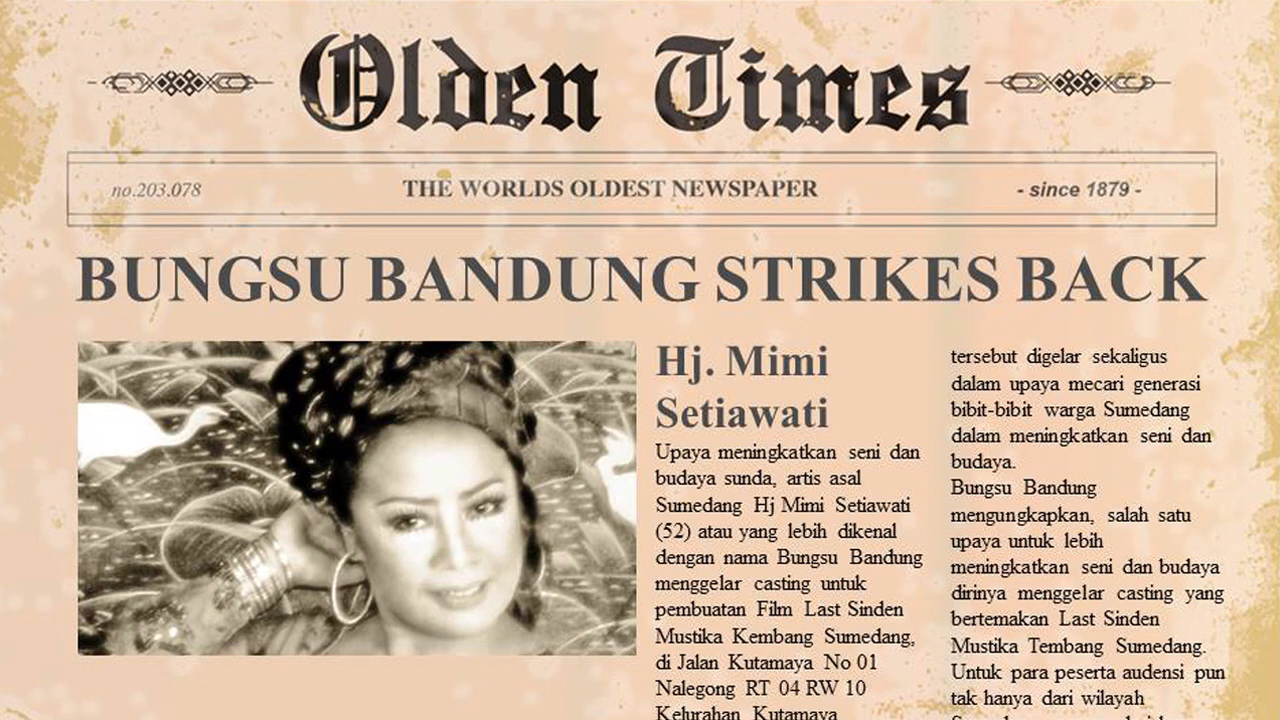 Olden Times
no.203.078
THE WORLDS OLDEST NEWSPAPER
- since 1879 -
BUNGSU BANDUNG STRIKES BACK
Hj. Mimi
Setiawati
Upaya meningkatkan seni dan
budaya sunda, artis asal
Sumedang Hj Mimi Setiawati
(52) atau yang lebih dikenal
dengan nama Bungsu Bandung
menggelar casting untuk
pembuatan Film Last Sinden
Mustika Kembang Sumedang,
di Jalan Kutamaya No 01
Nalegong RT 04 RW 10
Kelurahan Kutamaya
tersebut digelar sekaligus
dalam upaya mecari generasi
bibit-bibit warga Sumedang
dalam meningkatkan seni dan
budaya.
Bungsu Bandung
mengungkapkan, salah satu
upaya untuk lebih
meningkatkan seni dan budaya
dirinya menggelar casting yang
bertemakan Last Sinden
Mustika Tembang Sumedang.
Untuk para peserta audensi pun
tak hanya dari wilayah